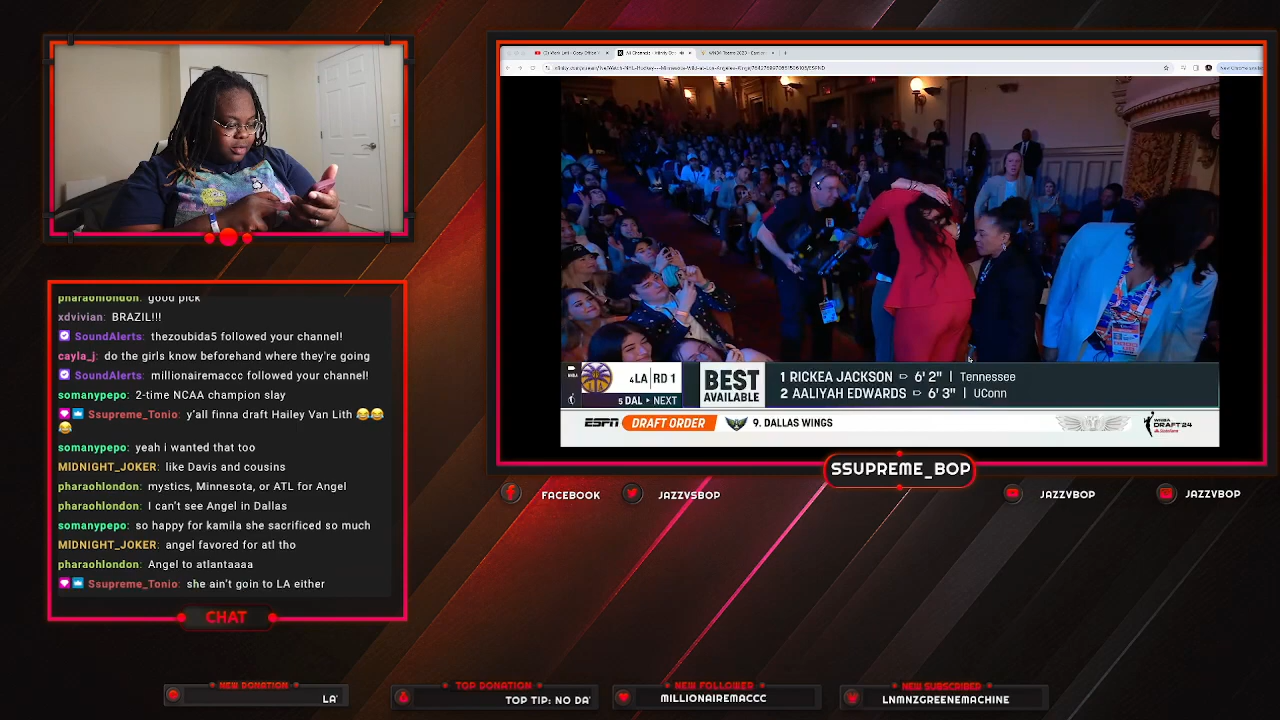 pharaohlondon: good pick
xdvivian: BRAZIL!!!
SoundAlerts: thezoubida5 followed your channel!
cayla_j: do the girls know beforehand where they're going
SoundAlerts: millionairemaccc followed your channel!
somanypepo: 2-time NCAA champion slay
Ssupreme_Tonio: y'all finna draft Hailey Van Lith 😂😂
😂
somanypepo: yeah i wanted that too
MIDNIGHT_JOKER: like Davis and cousins
pharaohlondon: mystics, Minnesota, or ATL for Angel
pharaohlondon: I can't see Angel in Dallas
somanypepo: so happy for kamila she sacrificed so much
MIDNIGHT_JOKER: angel favored for atl tho
pharaohlondon: Angel to atlantaaaa
Ssupreme_Tonio: she ain't goin to LA either
CHAT
4 LA RD 1
5 DAL NEXT
BEST
AVAILABLE
1 RICKEA JACKSON 6' 2" | Tennessee
2 AALIYAH EDWARDS 6' 3" | UConn
ESPN DRAFT ORDER 9. DALLAS WINGS
WNBA
DRAFT 24
SSUPREME_BOP
FACEBOOK
JAZZVSBOP
JAZZVBOP
JAZZVBOP
NEW DONATION
LA'
TOP DONATION
TOP TIP: NO DA'
NEW FOLLOWER
MILLIONAIREMACCC
NEW SUBSCRIBER
LNMNZGREENEMACHINE